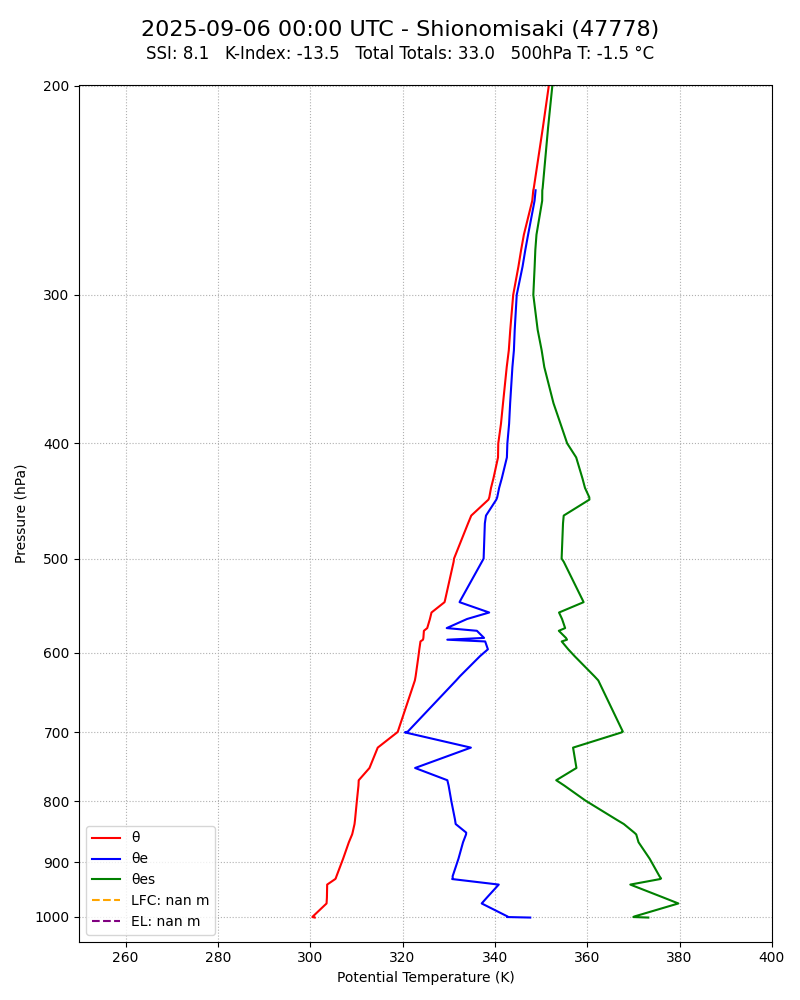 2025-09-06 00:00 UTC - Shionomisaki (47778)
SSI: 8.1   K-Index: -13.5   Total Totals: 33.0   500hPa T: -1.5 °C
200
300
400
500
600
700
800
900
1000
Pressure (hPa)
θ
θe
θes
LFC: nan m
EL: nan m
260 280 300 320 340 360 380 400
Potential Temperature (K)